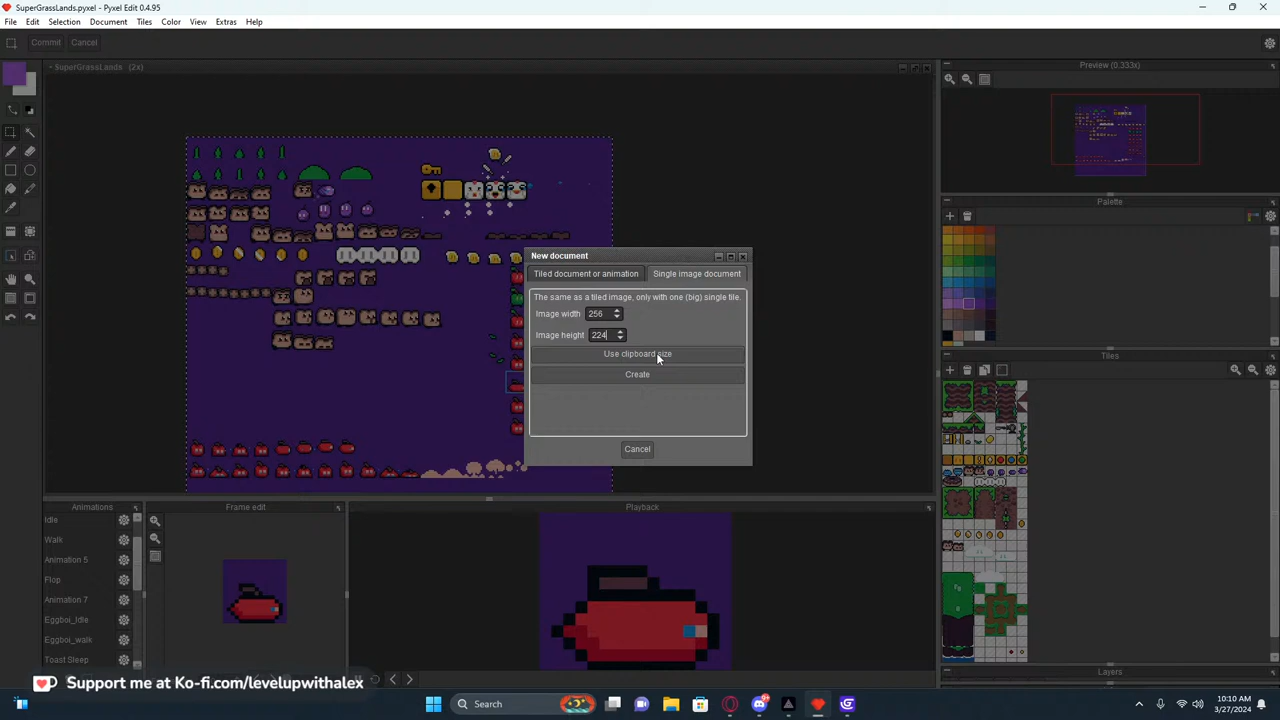 SuperGrassLands.pyxel - Pyxel Edit 0.4.95
File Edit Selection Document Tiles Color View Extras Help
Commit Cancel
- SuperGrassLands (2x)
Preview (0.333x)
Palette
New document
Tiled document or animation Single image document
The same as a tiled image, only with one (big) single tile.
Image width 256
Image height 224
Use clipboard size
Create
Cancel
Tiles
Animations Frame edit Playback
Idle
Walk
Animation 5
Flop
Animation 7
Eggboi_Idle
Eggboi_walk
Toast Sleep
Layers
Support me at Ko-fi.com/levelupwithalex
Search
10:10 AM
3/27/2024